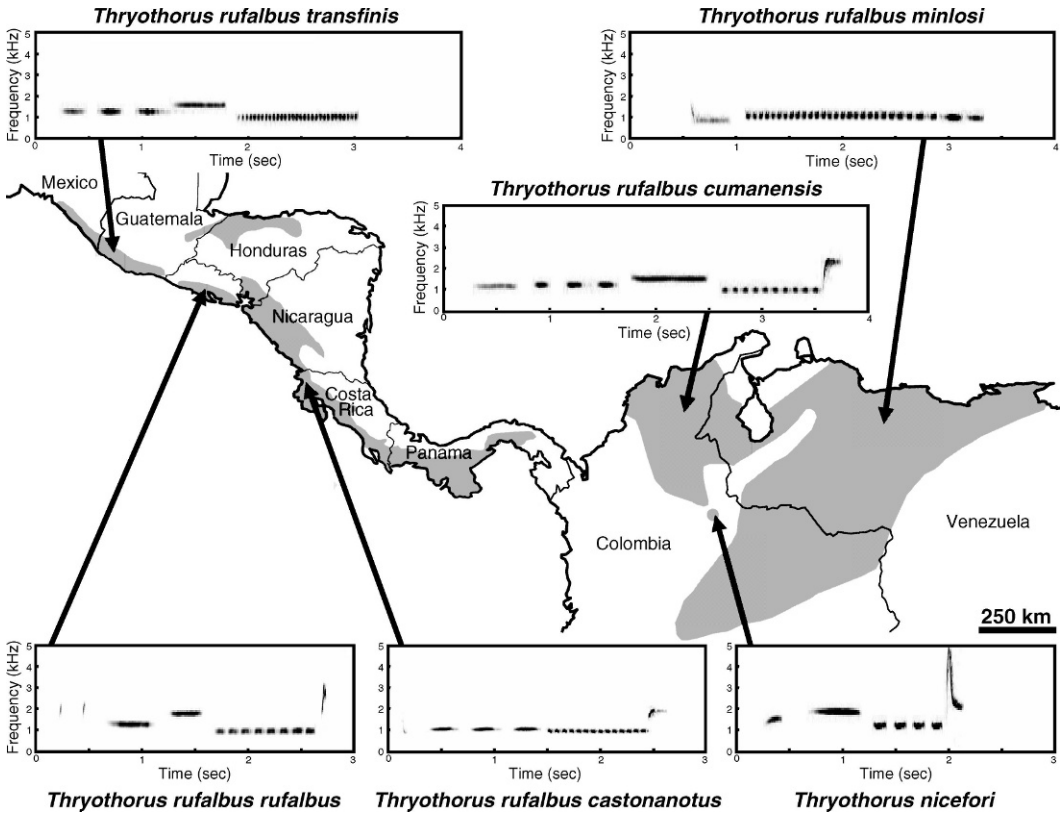 Thryothorus rufalbus transfinis
Thryothorus rufalbus minlosi
Frequency (kHz)
5
4
3
2
1
0
0 1 2 3 4
Time (sec)
Frequency (kHz)
5
4
3
2
1
0
0 1 2 3 4
Time (sec)
Thryothorus rufalbus cumanensis
Frequency (kHz)
5
4
3
2
1
0
0 1 2 3 4
Time (sec)
Mexico
Guatemala
Honduras
Nicaragua
Costa
Rica
Panama
Colombia
Venezuela
250 km
Frequency (kHz)
5
4
3
2
1
0
0 1 2 3
Time (sec)
5
4
3
2
1
0
0 1 2 3
Time (sec)
5
4
3
2
1
0
0 1 2 3
Time (sec)
Thryothorus rufalbus rufalbus
Thryothorus rufalbus castonanotus
Thryothorus nicefori